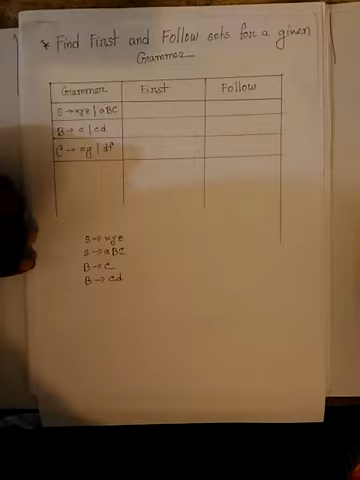 * Find First and Follow sets for a given
Grammar
Grammar First Follow
S → xyz | aBC
B → c | cd
C → eg | df
S → xyz
S → aBC
B → c
B → cd